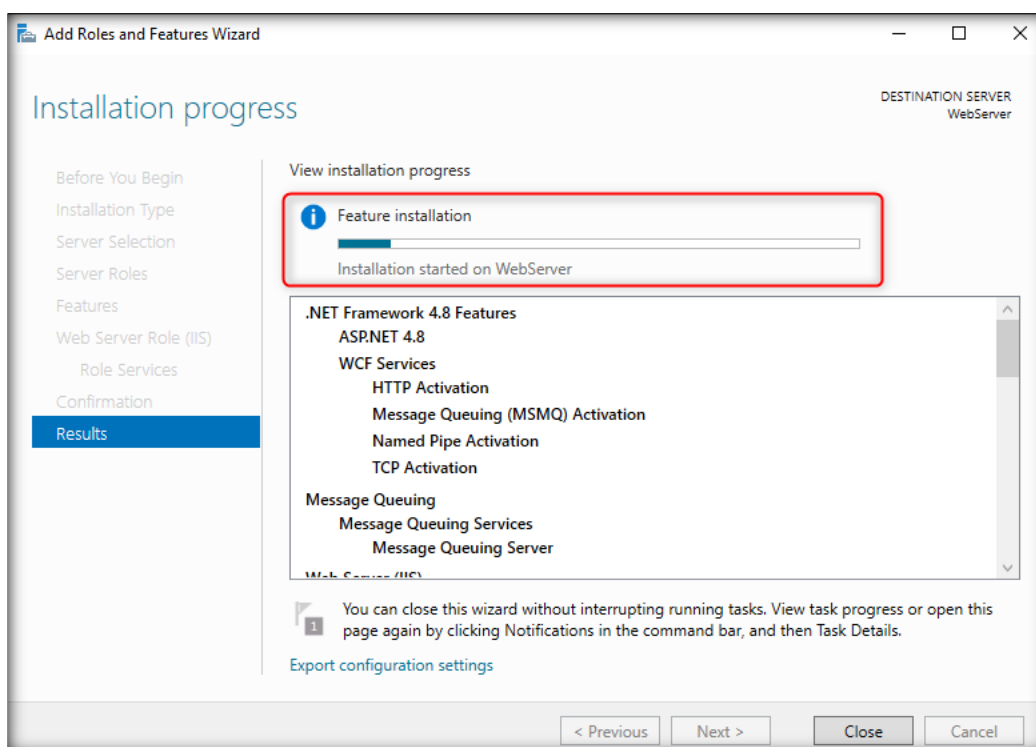 Add Roles and Features Wizard
Installation progress
DESTINATION SERVER
WebServer
Before You Begin
Installation Type
Server Selection
Server Roles
Features
Web Server Role (IIS)
Role Services
Confirmation
Results
View installation progress
Feature installation
Installation started on WebServer
.NET Framework 4.8 Features
ASP.NET 4.8
WCF Services
HTTP Activation
Message Queuing (MSMQ) Activation
Named Pipe Activation
TCP Activation
Message Queuing
Message Queuing Services
Message Queuing Server
Web Server (IIS)
1
You can close this wizard without interrupting running tasks. View task progress or open this
page again by clicking Notifications in the command bar, and then Task Details.
Export configuration settings
< Previous
Next >
Close
Cancel